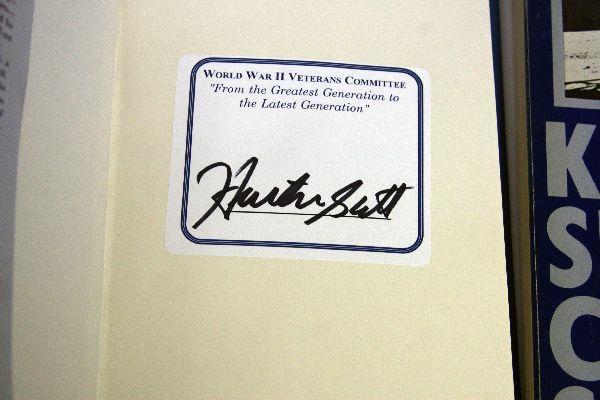 World War II Veterans Committee
"From the Greatest Generation to
the Latest Generation"
K
S
O